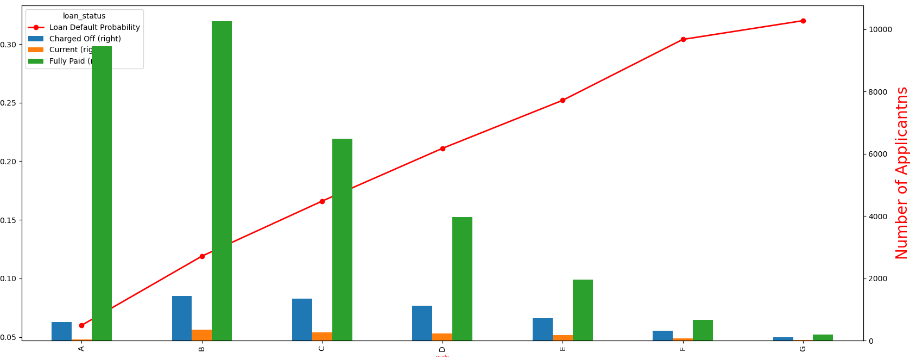 loan_status
Loan Default Probability
Charged Off (right)
Current
Fully Paid
0.30
0.25
0.20
0.15
0.10
0.05
10000
8000
6000
4000
2000
0
Number of Applicantns
A
B
C
D
E
F
G